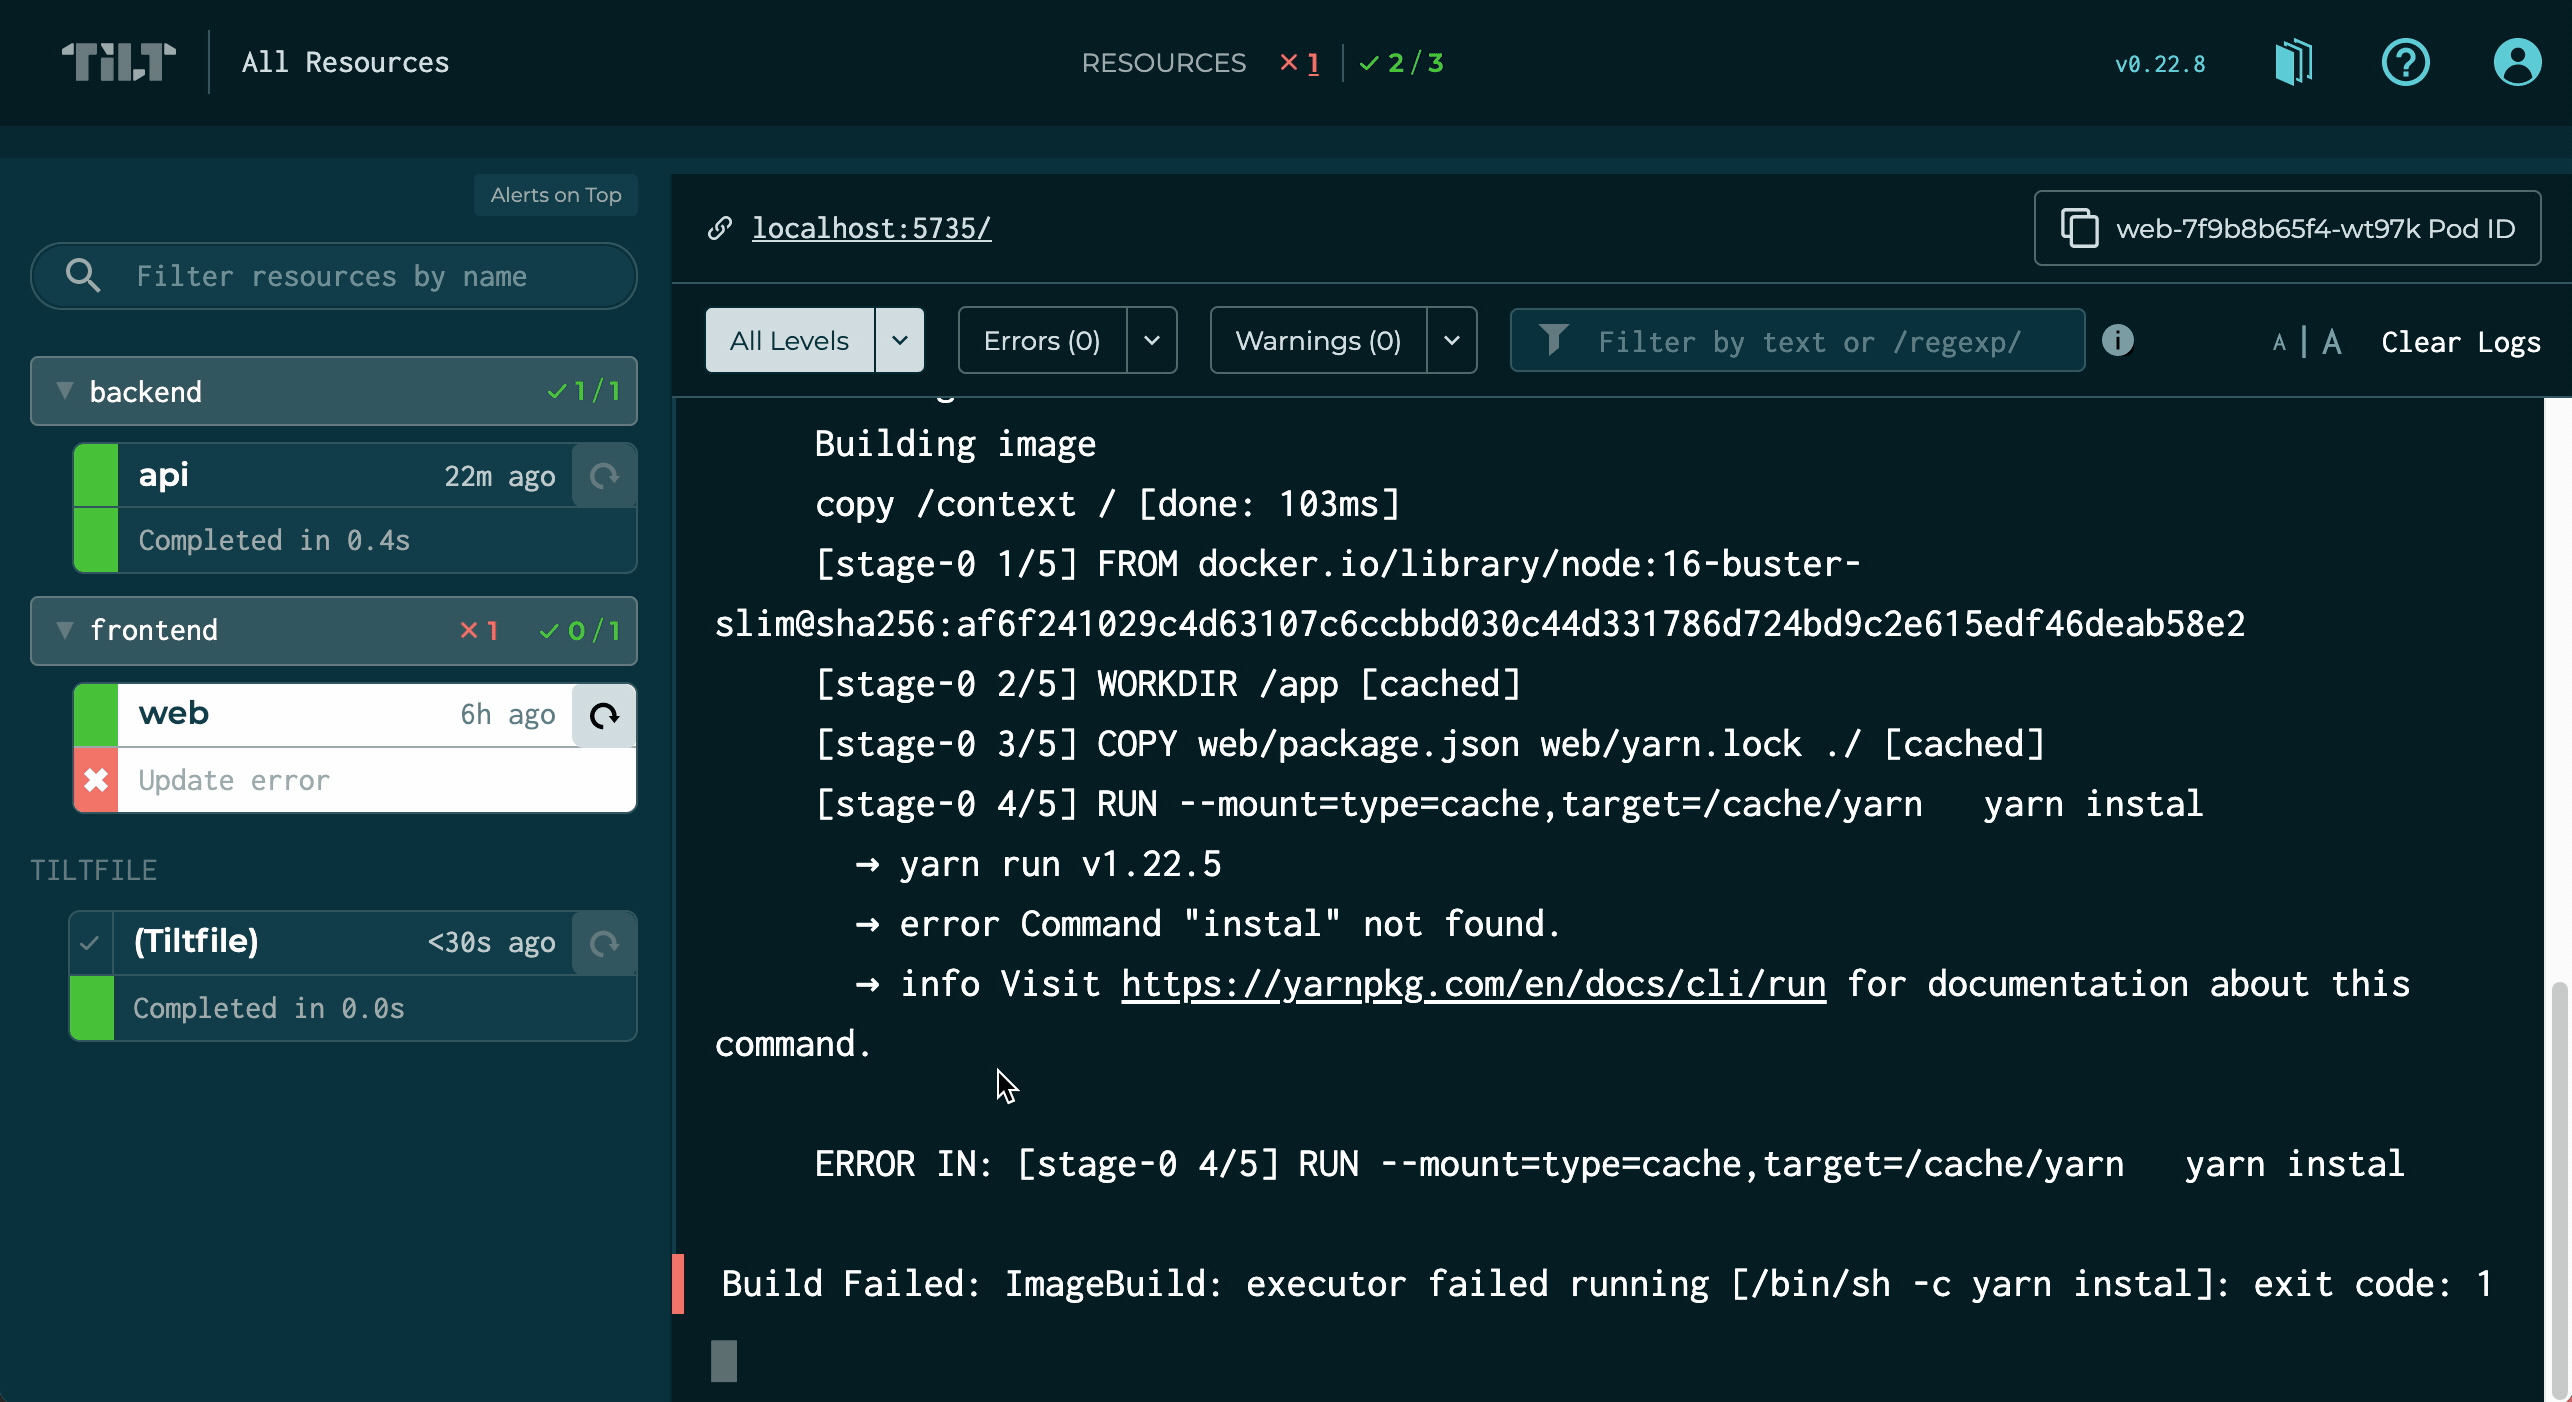 TILT
All Resources
RESOURCES 1 2/3
v0.22.8
Alerts on Top
Filter resources by name
backend 1/1
api 22m ago
Completed in 0.4s
frontend 1 0/1
web 6h ago
Update error
TILTFILE
(Tiltfile) <30s ago
Completed in 0.0s
localhost:5735/
web-7f9b8b65f4-wt97k Pod ID
All Levels Errors (0) Warnings (0) Filter by text or /regexp/ A | A Clear Logs
Building image
copy /context / [done: 103ms]
[stage-0 1/5] FROM docker.io/library/node:16-buster-
slim@sha256:af6f241029c4d63107c6ccbbd030c44d331786d724bd9c2e615edf46deab58e2
[stage-0 2/5] WORKDIR /app [cached]
[stage-0 3/5] COPY web/package.json web/yarn.lock ./ [cached]
[stage-0 4/5] RUN --mount=type=cache,target=/cache/yarn   yarn instal
→ yarn run v1.22.5
→ error Command "instal" not found.
→ info Visit https://yarnpkg.com/en/docs/cli/run for documentation about this
command.
ERROR IN: [stage-0 4/5] RUN --mount=type=cache,target=/cache/yarn   yarn instal
Build Failed: ImageBuild: executor failed running [/bin/sh -c yarn instal]: exit code: 1